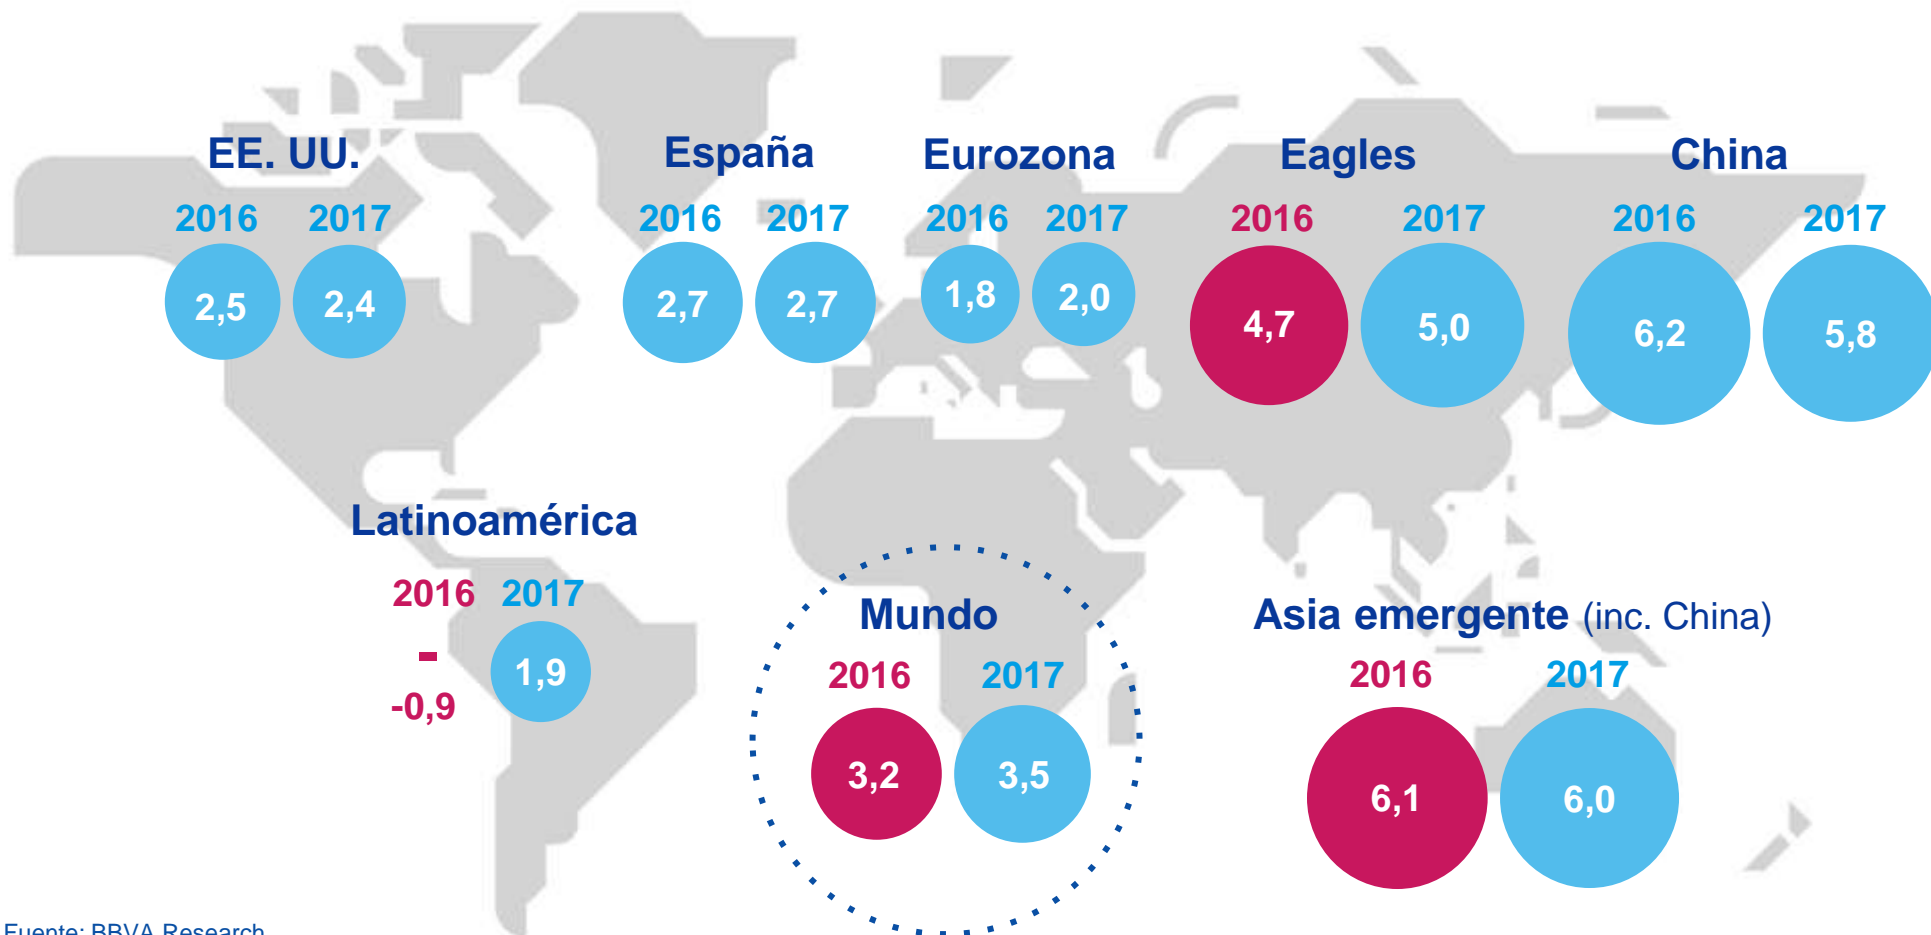 EE. UU.
2016 2017
2,5 2,4
España
2016 2017
2,7 2,7
Eurozona
2016 2017
1,8 2,0
Eagles
2016 2017
4,7 5,0
China
2016 2017
6,2 5,8
Latinoamérica
2016 2017
-
-0,9 1,9
Mundo
2016 2017
3,2 3,5
Asia emergente (inc. China)
2016 2017
6,1 6,0
Fuente: BBVA Research